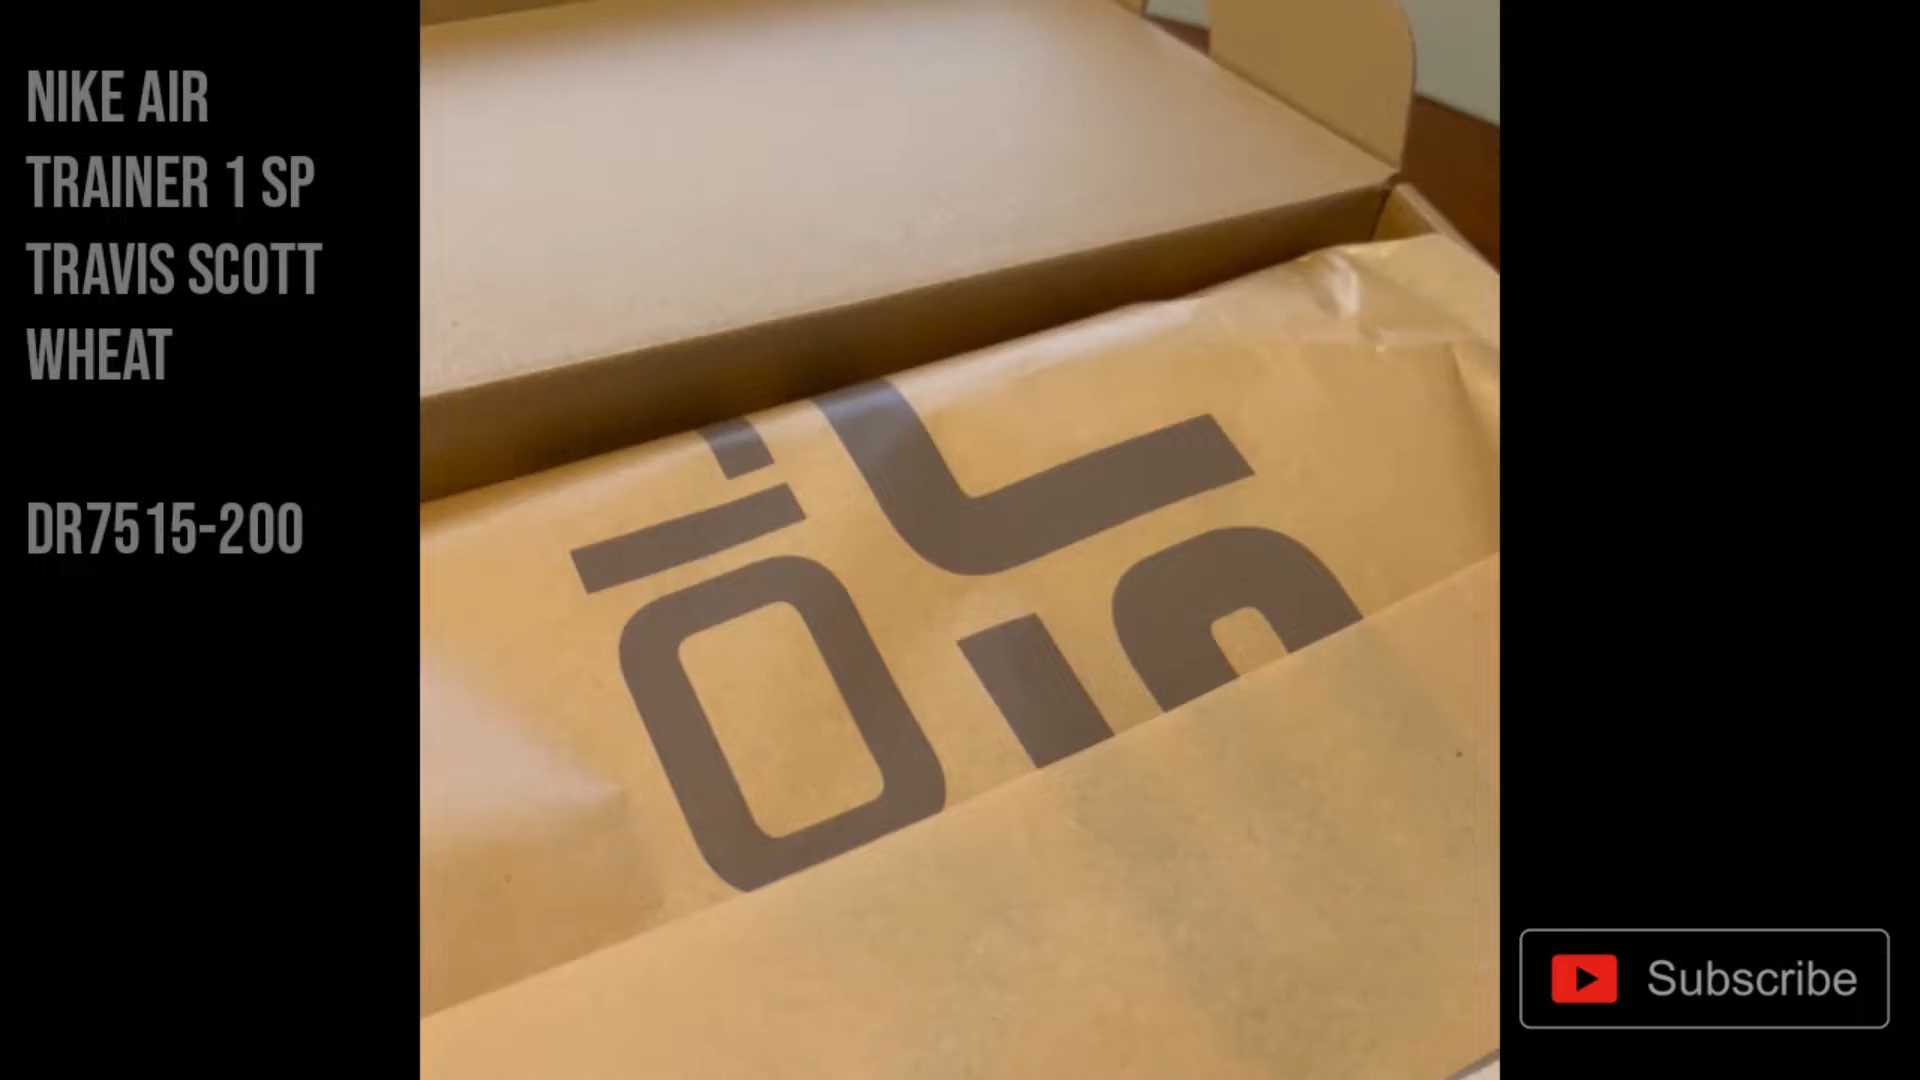 NIKE AIR
TRAINER 1 SP
TRAVIS SCOTT
WHEAT
DR7515-200
Subscribe